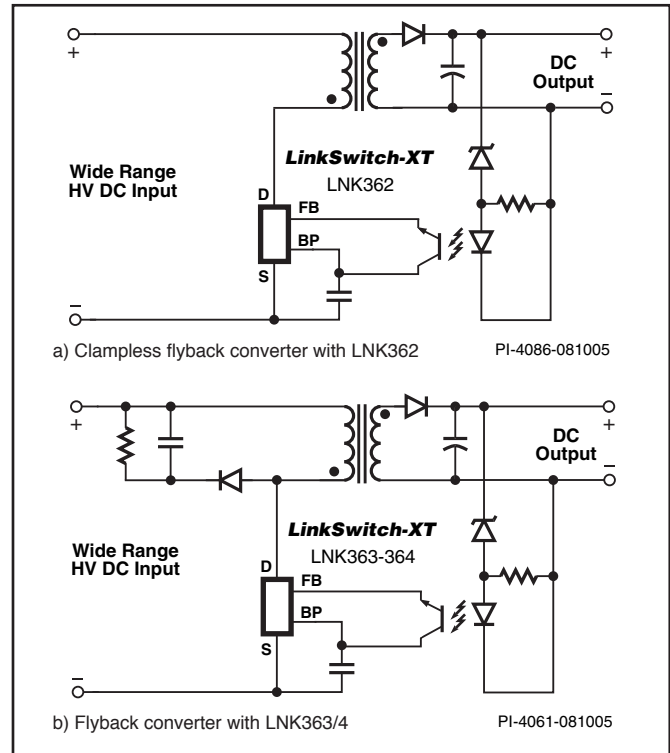 +
+
DC
Output
−
LinkSwitch-XT
LNK362
Wide Range
HV DC Input
D
FB
BP
S
−
a) Clampless flyback converter with LNK362
PI-4086-081005
+
+
DC
Output
−
LinkSwitch-XT
LNK363-364
Wide Range
HV DC Input
D
FB
BP
S
−
b) Flyback converter with LNK363/4
PI-4061-081005